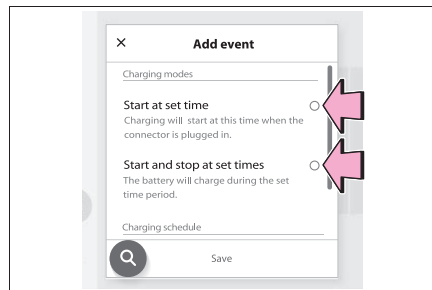 Add event
Charging modes
Start at set time
Charging will start at this time when the
connector is plugged in.
Start and stop at set times
The battery will charge during the set
time period.
Charging schedule
Save